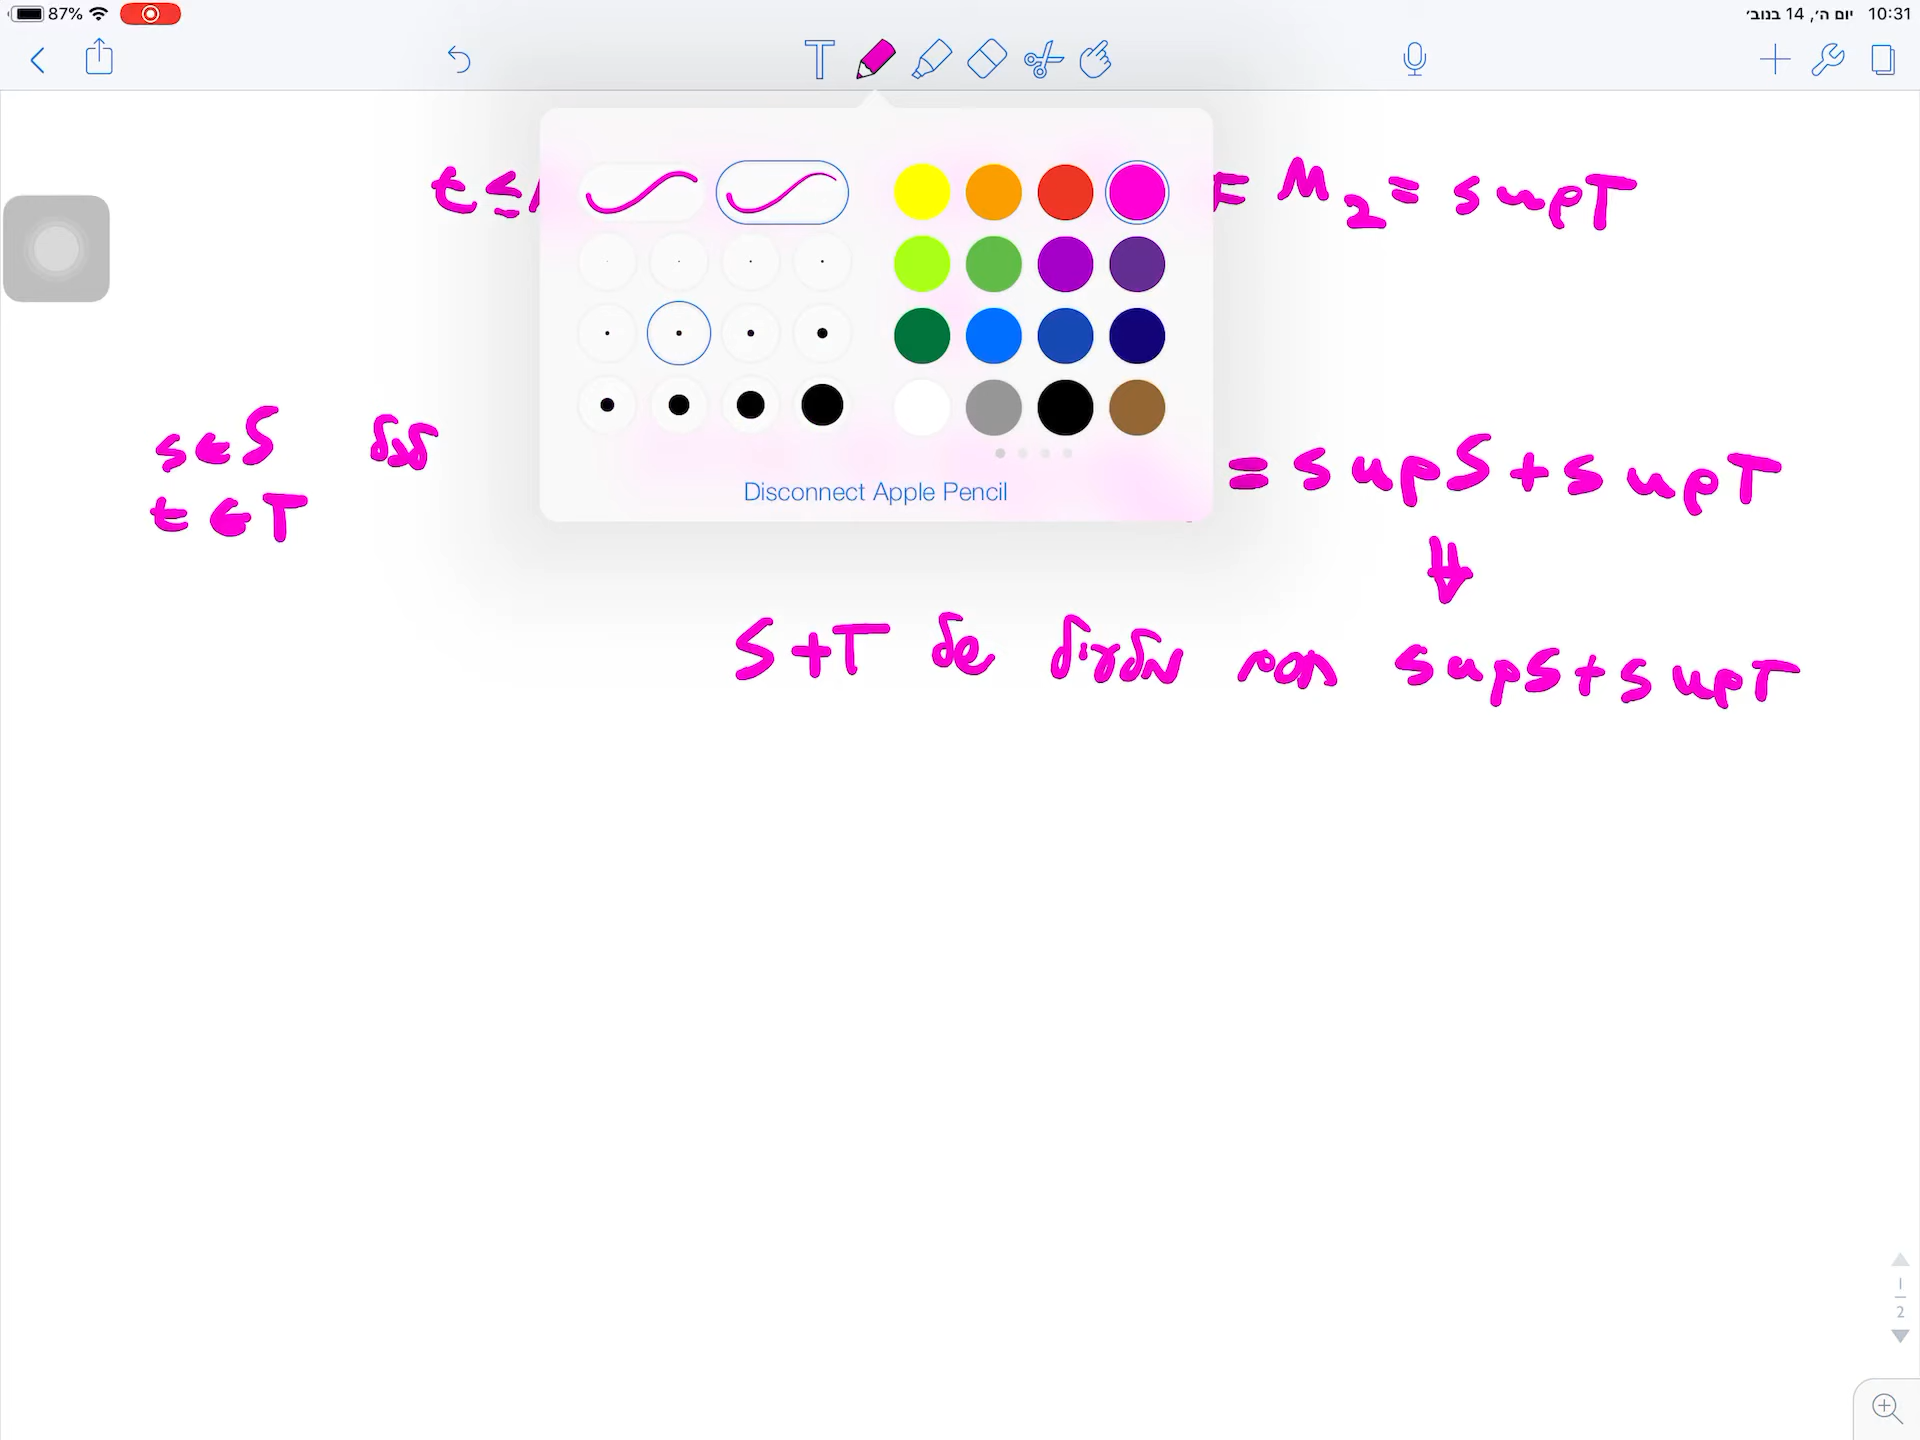 87%
10:31 יום ה׳, 14 בנוב׳
t ≤
= M₂ = supT
s∈S לכל
t∈T
= supS + supT
⇓
supS + supT חסם מלעיל של S+T
Disconnect Apple Pencil
1
2